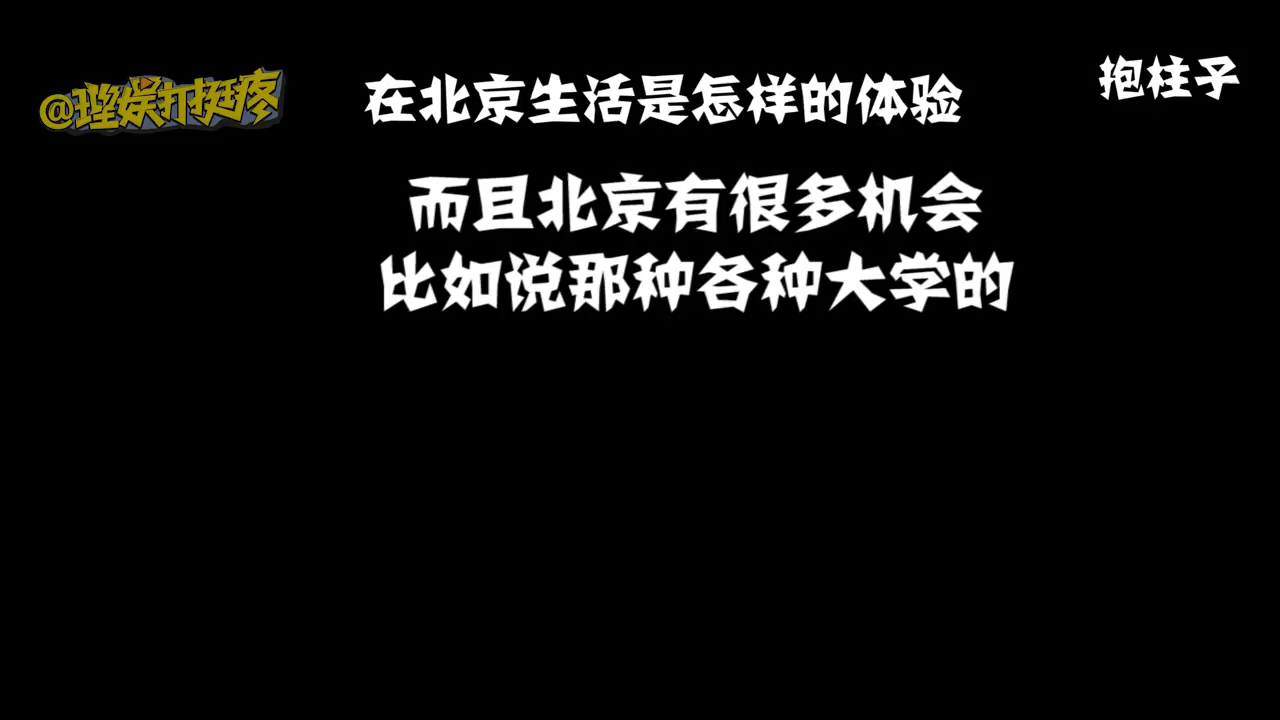 @理娱打挺疼
在北京生活是怎样的体验
抱柱子
而且北京有很多机会
比如说那种各种大学的